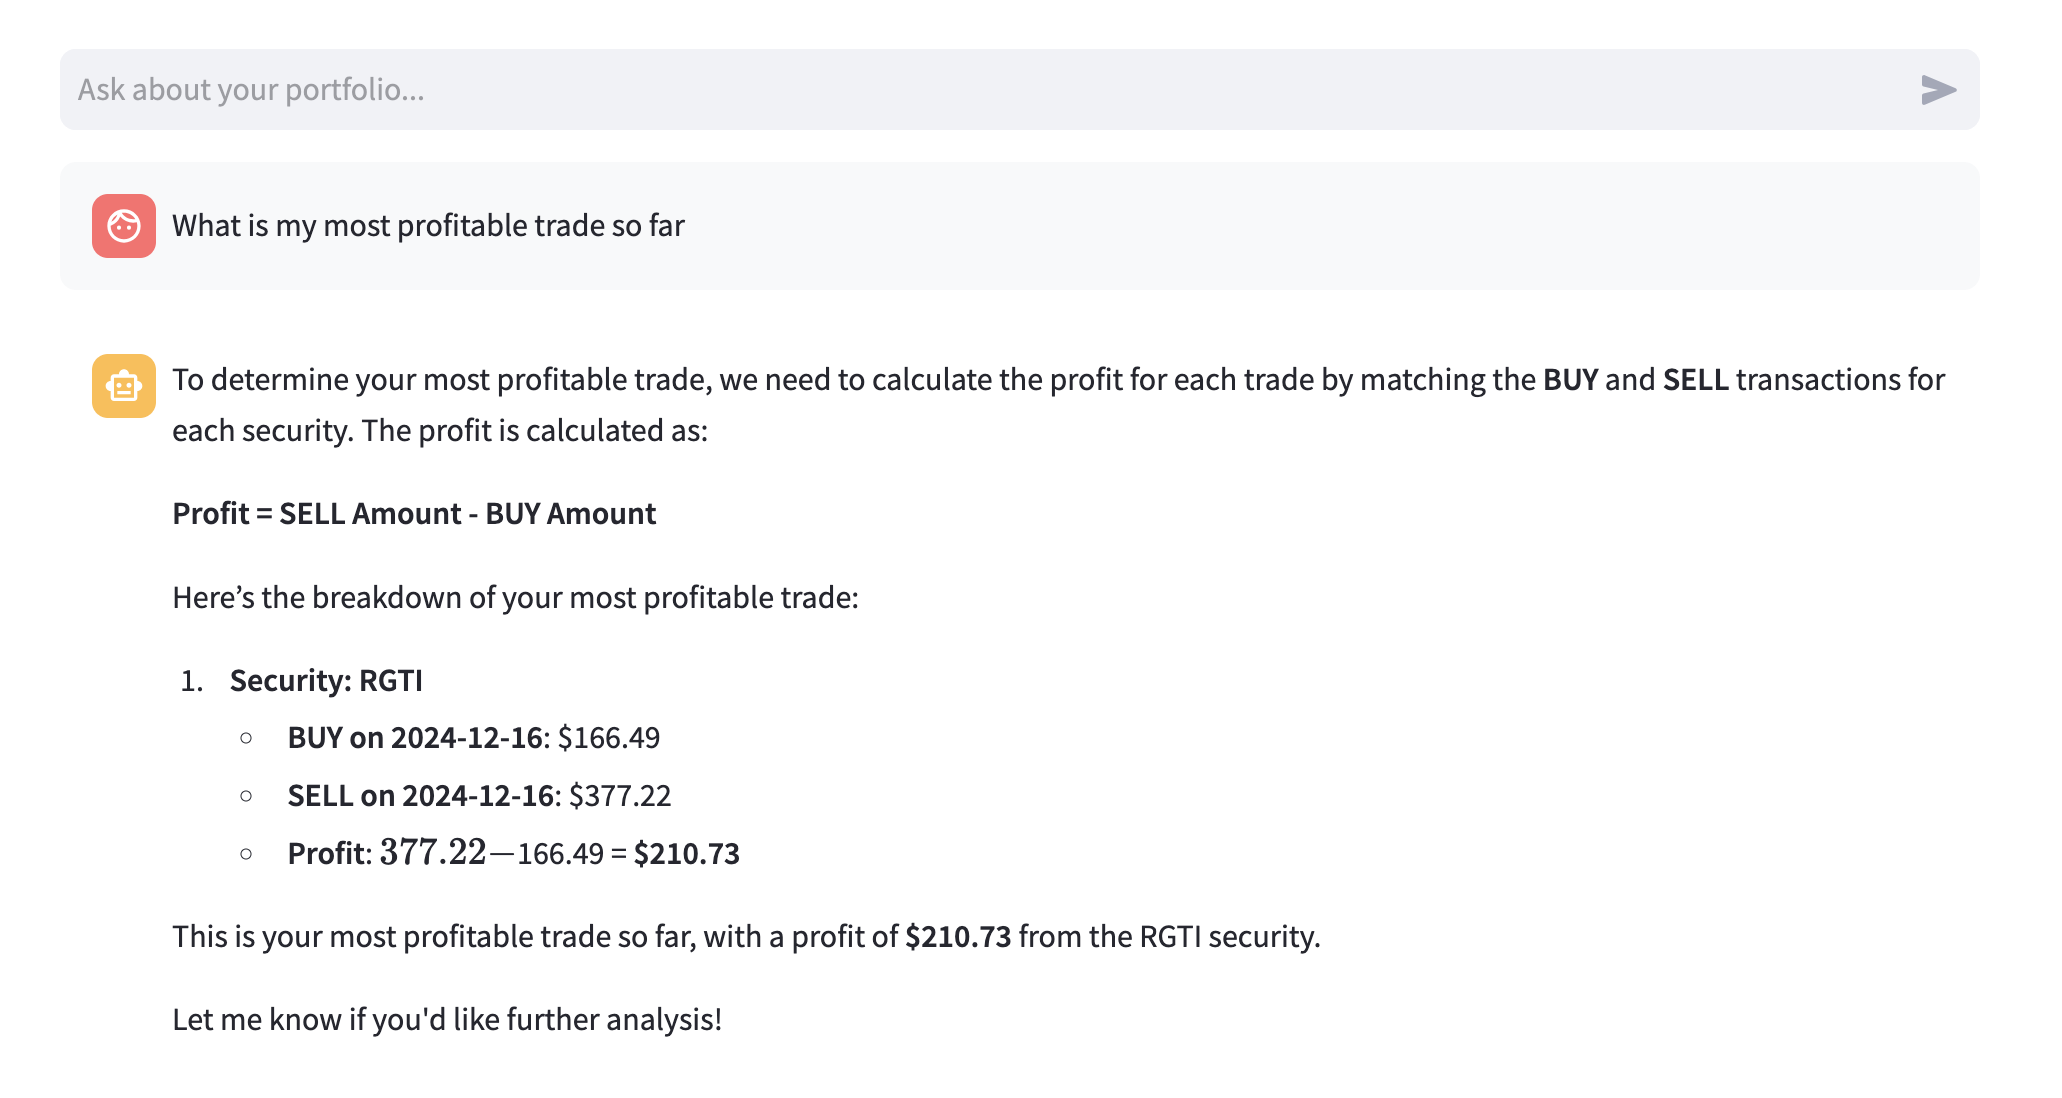 Ask about your portfolio...
What is my most profitable trade so far
To determine your most profitable trade, we need to calculate the profit for each trade by matching the BUY and SELL transactions for
each security. The profit is calculated as:
Profit = SELL Amount - BUY Amount
Here’s the breakdown of your most profitable trade:
1. Security: RGTI
○ BUY on 2024-12-16: $166.49
○ SELL on 2024-12-16: $377.22
○ Profit: 377.22—166.49 = $210.73
This is your most profitable trade so far, with a profit of $210.73 from the RGTI security.
Let me know if you'd like further analysis!